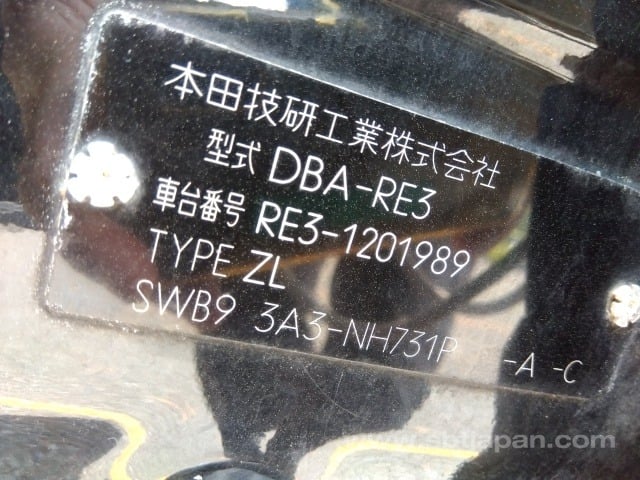 本田技研工業株式会社
型式 DBA-RE3
車台番号 RE3-1201989
TYPE ZL
SWB9 3A3-NH731P -A -C
www.sbtjapan.com